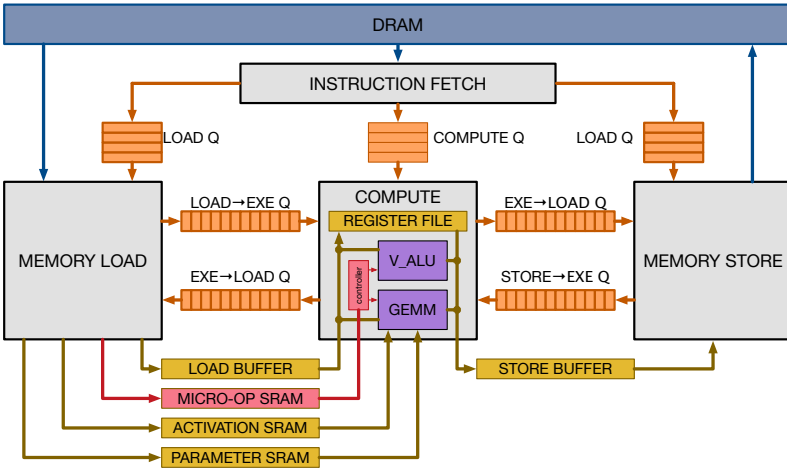 DRAM
INSTRUCTION FETCH
LOAD Q
COMPUTE Q
LOAD Q
LOAD→EXE Q
COMPUTE
EXE→LOAD Q
REGISTER FILE
MEMORY LOAD
V_ALU
MEMORY STORE
controller
EXE→LOAD Q
STORE→EXE Q
GEMM
LOAD BUFFER
STORE BUFFER
MICRO-OP SRAM
ACTIVATION SRAM
PARAMETER SRAM